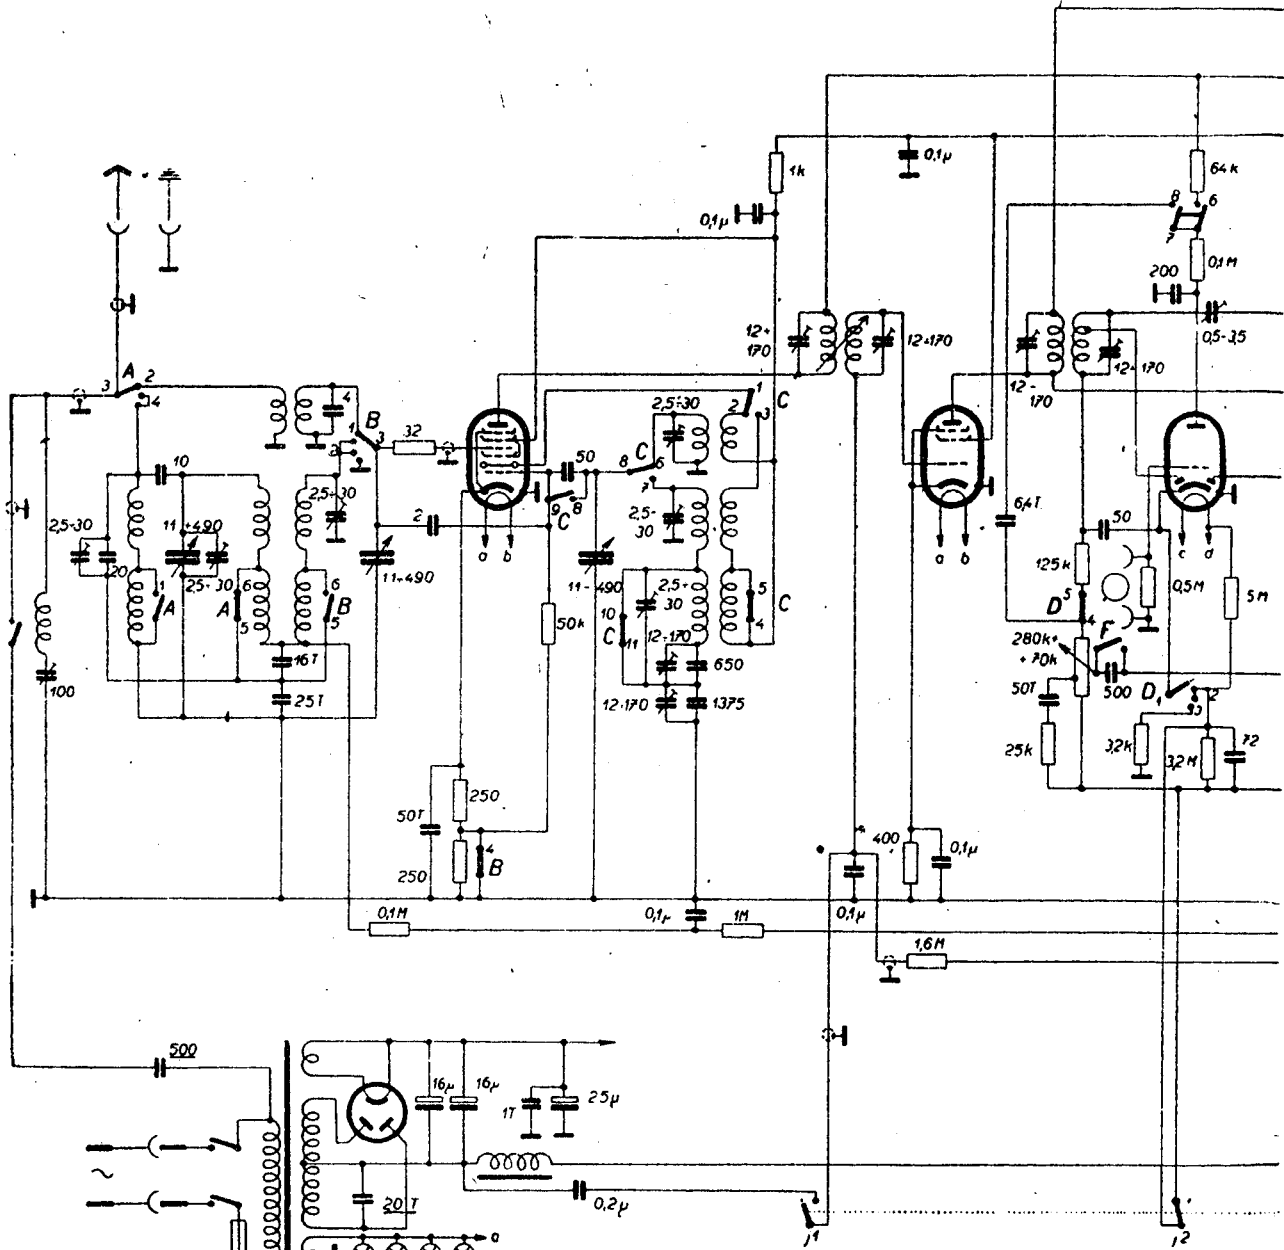 1k
0,1μ
0,1μ
64k
8 6
7
0,1M
200
0,5-3,5
12÷
170
12÷170
12-
170
12÷170
A
3 2
4
4
B
1
3
2
32
10
2,5÷30
20
11÷490
2,5÷30
1
A
6
A
5
6
B
5
2,5÷30
2
11÷490
16T
25T
100
50
9 8
C
a b
50k
11-490
C
8 6
7
2,5÷30
2,5-
30
2,5÷
30
10
C
11
12÷170
650
12÷170
1375
1
2 3
C
5
C
4
a b
6,4T
50
125k
D 5
4
0,5M
c d
5M
280k+
+70k
F
500
50T
25k
D 1
2
3
3,2k
3,2M
72
250
50T
250
4
B
400
0,1μ
0,1μ
0,1M
0,1μ
1M
1,6M
500
16μ
16μ
1T
25μ
20T
0,2μ
~
a
J1
J2